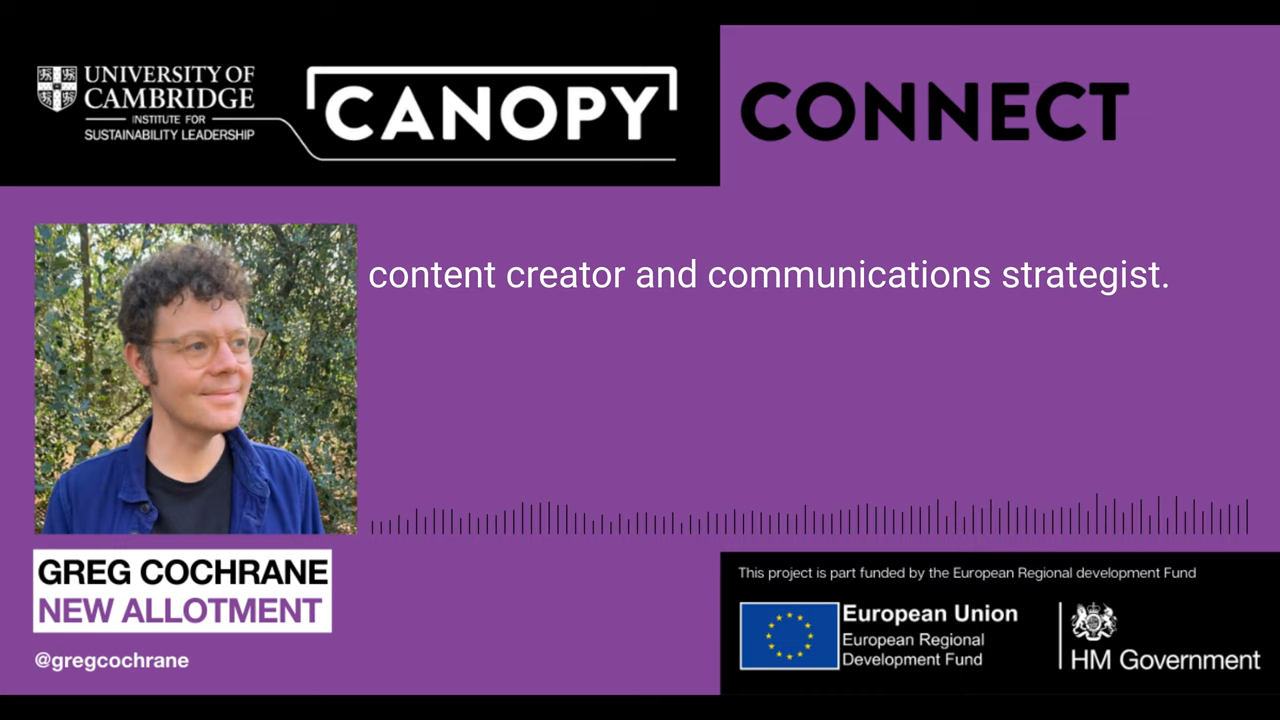 UNIVERSITY OF
CAMBRIDGE
INSTITUTE FOR
SUSTAINABILITY LEADERSHIP
CANOPY
CONNECT
content creator and communications strategist.
GREG COCHRANE
NEW ALLOTMENT
@gregcochrane
This project is part funded by the European Regional development Fund
European Union
European Regional
Development Fund
HM Government